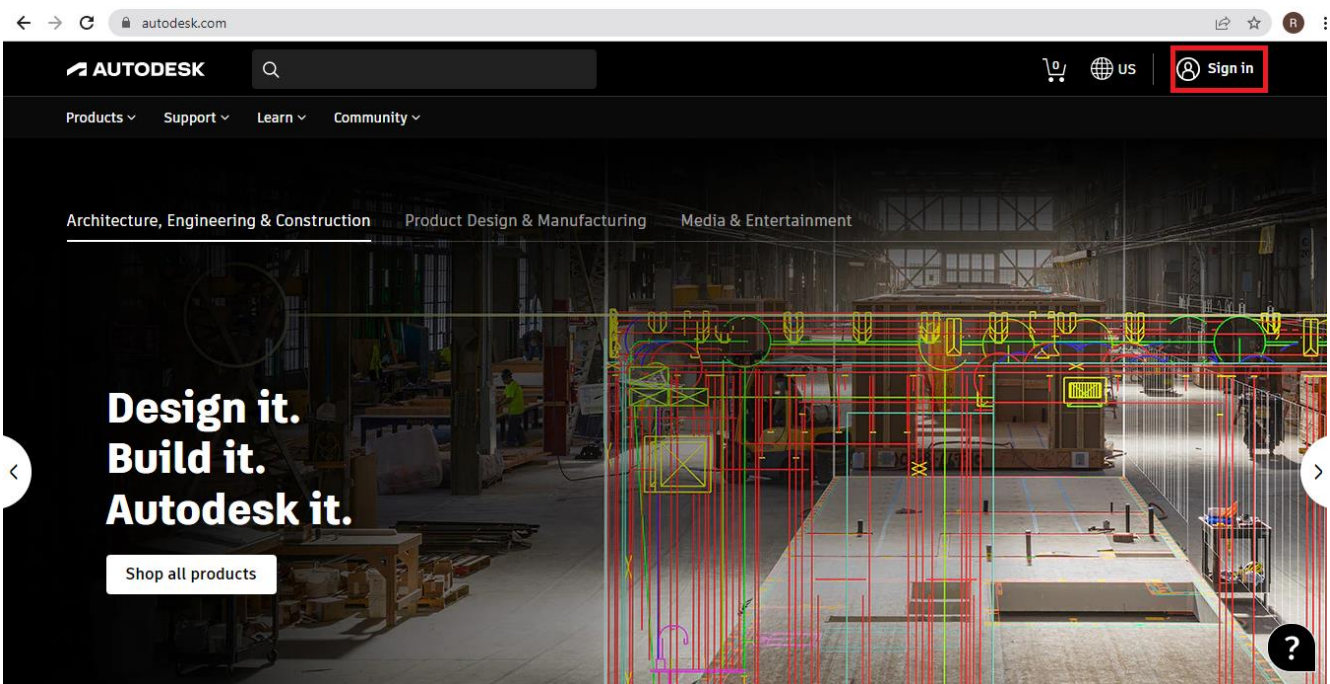 autodesk.com
R
AUTODESK
0
US
Sign in
Products
Support
Learn
Community
Architecture, Engineering & Construction
Product Design & Manufacturing
Media & Entertainment
Design it.
Build it.
Autodesk it.
Shop all products
?